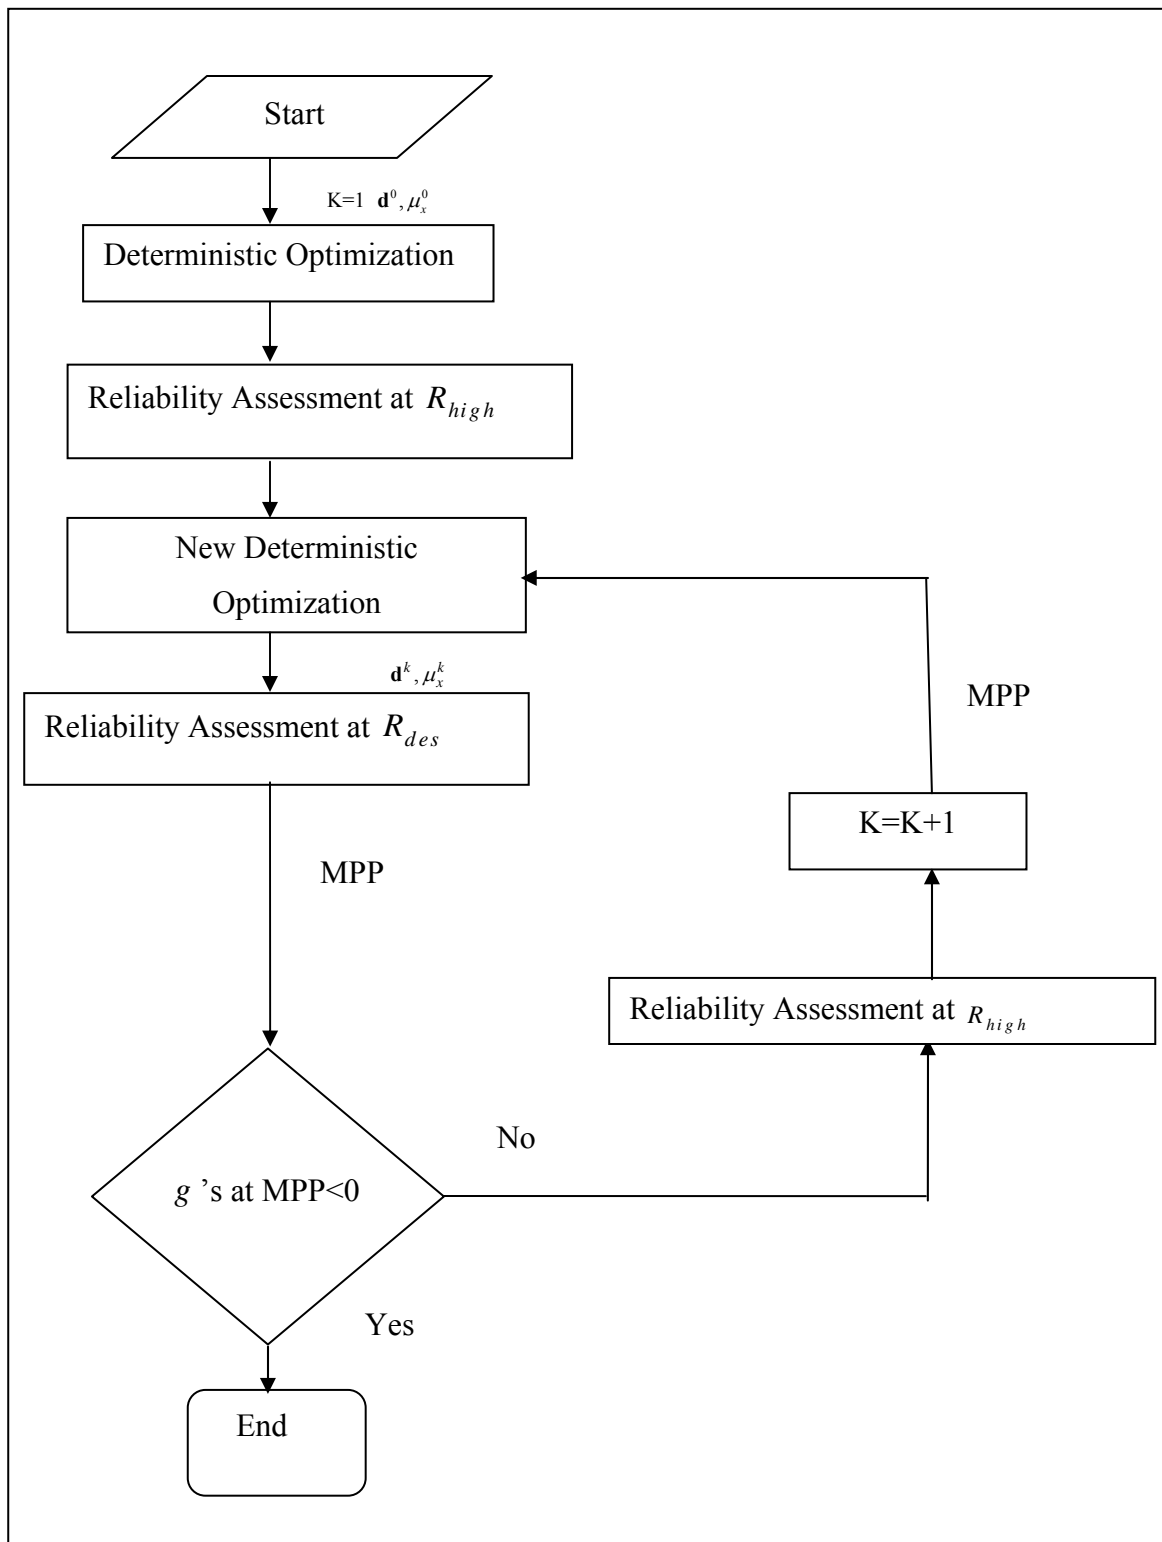 Start
K=1 d⁰, μₓ⁰
Deterministic Optimization
Reliability Assessment at R_high
New Deterministic
Optimization
d^k, μₓ^k
Reliability Assessment at R_des
MPP
g 's at MPP<0
No
Reliability Assessment at R_high
K=K+1
MPP
Yes
End